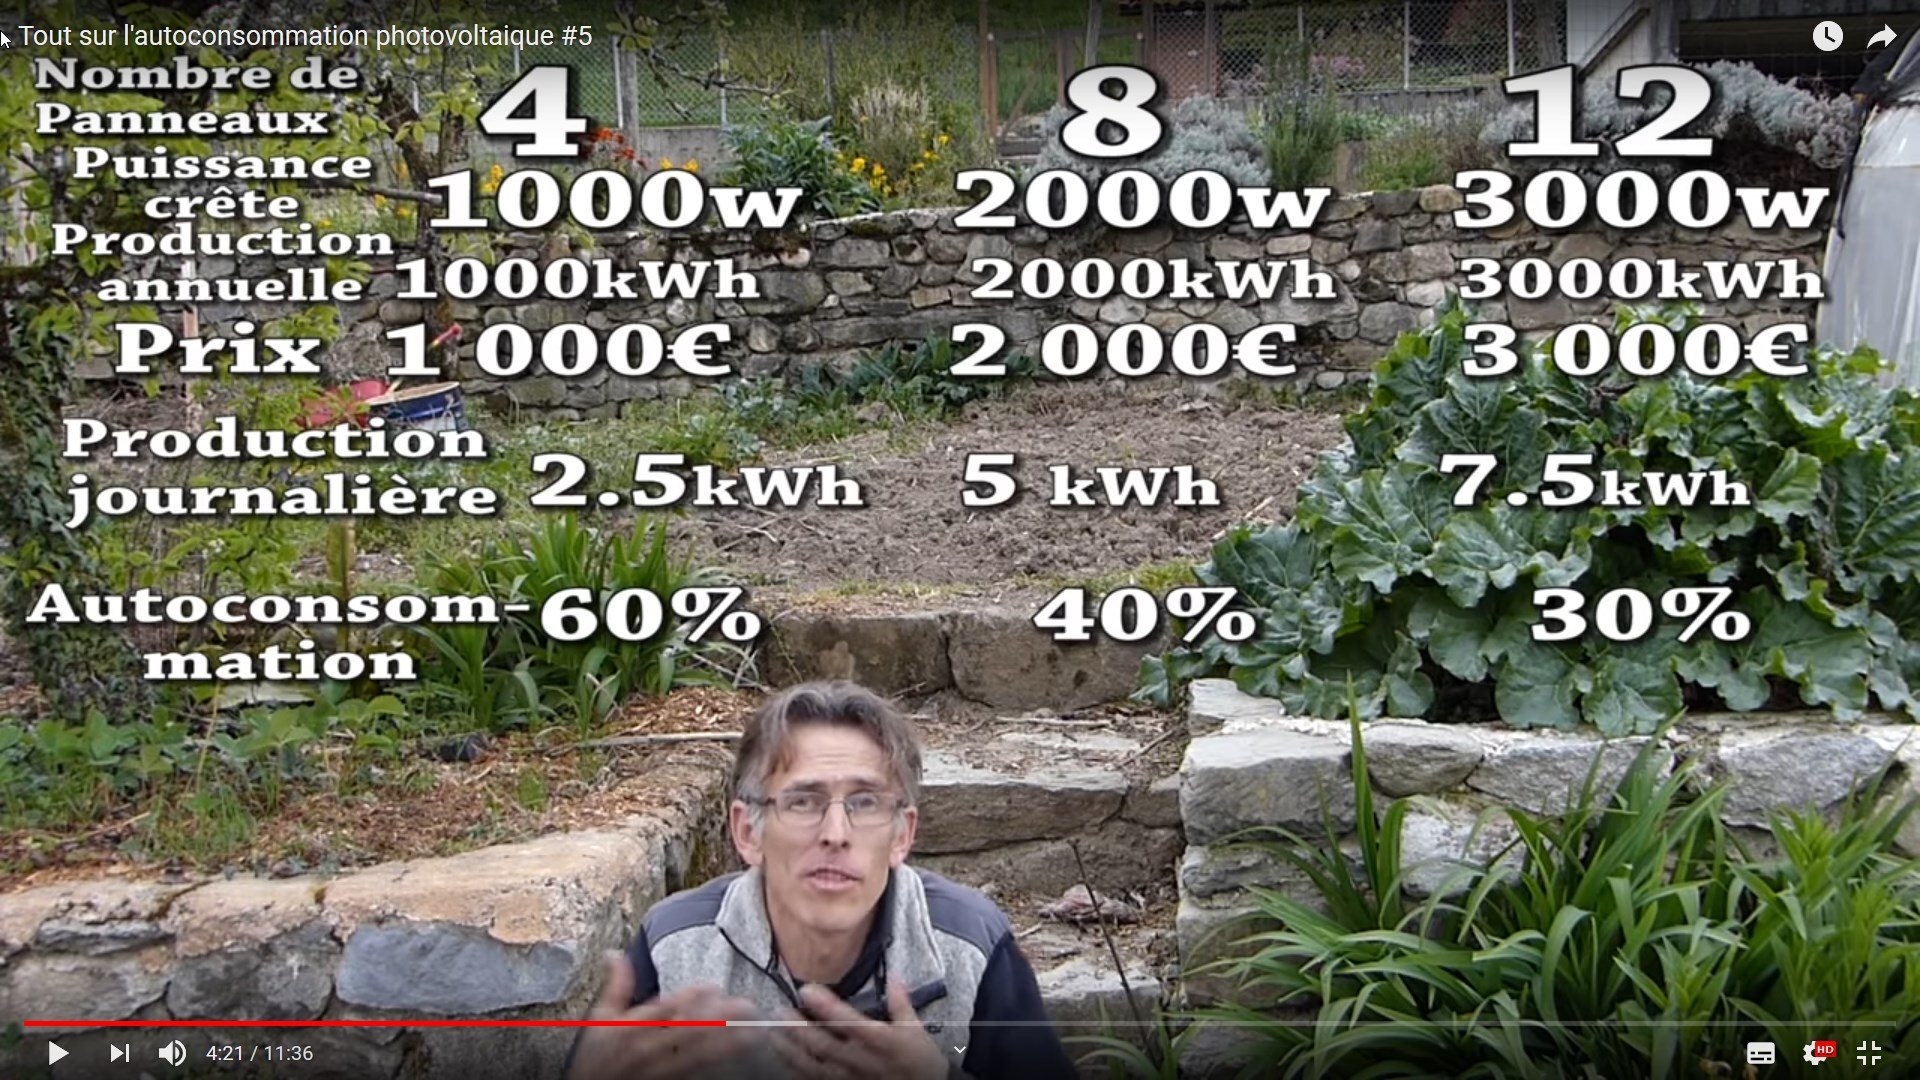 Tout sur l'autoconsommation photovoltaique #5
Nombre de
Panneaux
4
8
12
Puissance
crête
1000w
2000w
3000w
Production
annuelle
1000kWh
2000kWh
3000kWh
Prix
1 000€
2 000€
3 000€
Production
journalière
2.5kWh
5 kWh
7.5kWh
Autoconsom-
mation
60%
40%
30%
4:21 / 11:36
HD